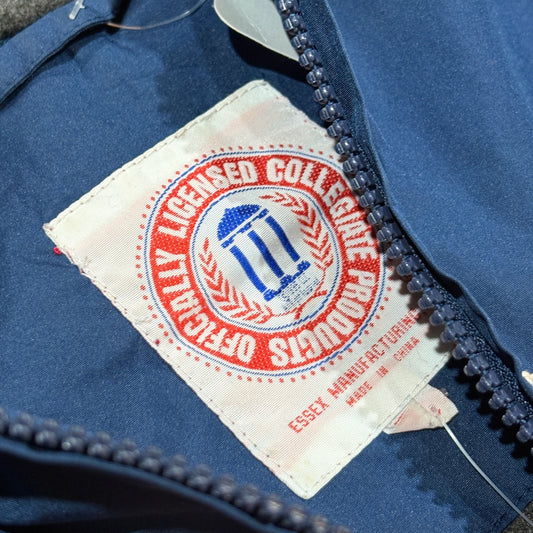 OFFICIALLY LICENSED COLLEGIATE PRODUCTS
ESSEX MANUFACTURING
MADE IN CHINA